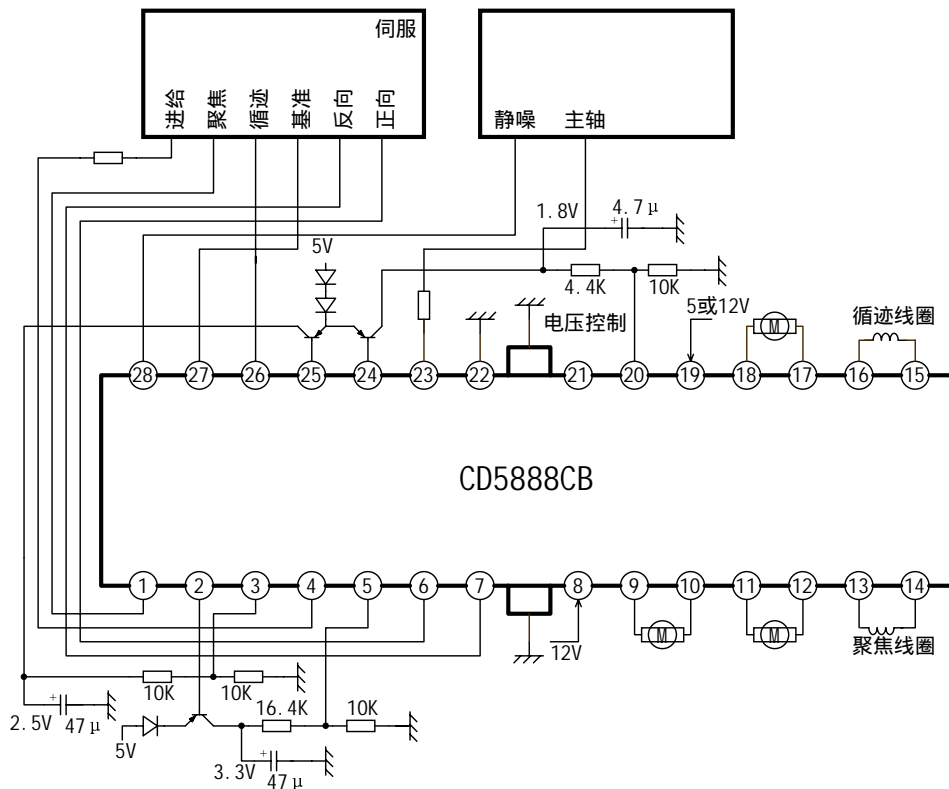 伺服
进给 聚焦 循迹 基准 反向 正向
静噪 主轴
1.8V 4.7μ
+
5V
4.4K 10K
5或12V
电压控制
M
循迹线圈
28 27 26 25 24 23 22 21 20 19 18 17 16 15
CD5888CB
1 2 3 4 5 6 7 8 9 10 11 12 13 14
12V
M
M
聚焦线圈
10K 10K
+
2.5V 47μ
16.4K 10K
5V
+
3.3V 47μ